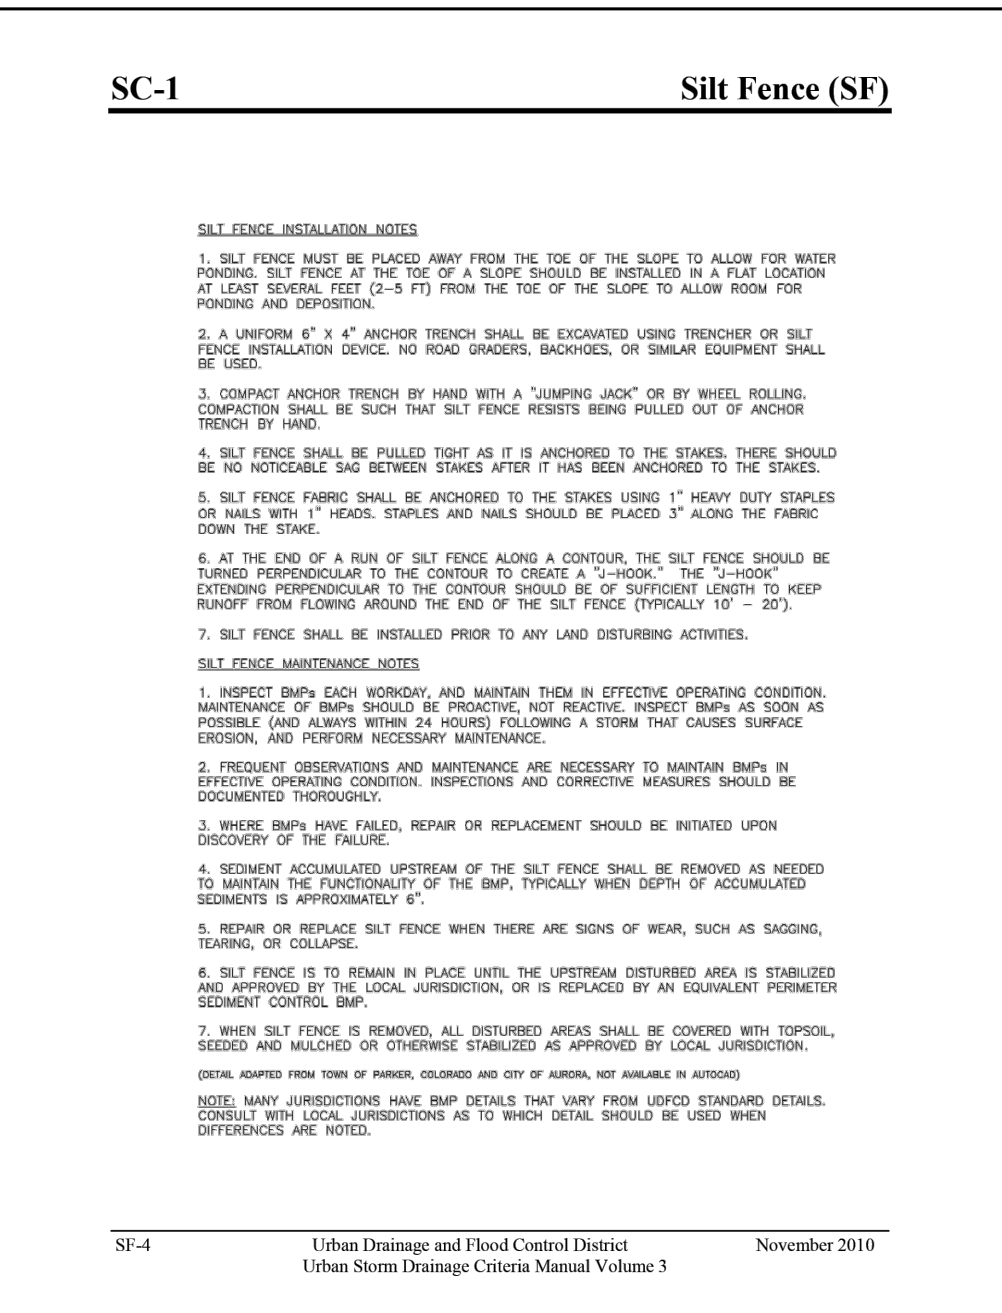 SC-1 Silt Fence (SF)
SILT FENCE INSTALLATION NOTES
1. SILT FENCE MUST BE PLACED AWAY FROM THE TOE OF THE SLOPE TO ALLOW FOR WATER
PONDING. SILT FENCE AT THE TOE OF A SLOPE SHOULD BE INSTALLED IN A FLAT LOCATION
AT LEAST SEVERAL FEET (2-5 FT) FROM THE TOE OF THE SLOPE TO ALLOW ROOM FOR
PONDING AND DEPOSITION.
2. A UNIFORM 6" X 4" ANCHOR TRENCH SHALL BE EXCAVATED USING TRENCHER OR SILT
FENCE INSTALLATION DEVICE. NO ROAD GRADERS, BACKHOES, OR SIMILAR EQUIPMENT SHALL
BE USED.
3. COMPACT ANCHOR TRENCH BY HAND WITH A "JUMPING JACK" OR BY WHEEL ROLLING.
COMPACTION SHALL BE SUCH THAT SILT FENCE RESISTS BEING PULLED OUT OF ANCHOR
TRENCH BY HAND.
4. SILT FENCE SHALL BE PULLED TIGHT AS IT IS ANCHORED TO THE STAKES. THERE SHOULD
BE NO NOTICEABLE SAG BETWEEN STAKES AFTER IT HAS BEEN ANCHORED TO THE STAKES.
5. SILT FENCE FABRIC SHALL BE ANCHORED TO THE STAKES USING 1" HEAVY DUTY STAPLES
OR NAILS WITH 1" HEADS. STAPLES AND NAILS SHOULD BE PLACED 3" ALONG THE FABRIC
DOWN THE STAKE.
6. AT THE END OF A RUN OF SILT FENCE ALONG A CONTOUR, THE SILT FENCE SHOULD BE
TURNED PERPENDICULAR TO THE CONTOUR TO CREATE A "J-HOOK." THE "J-HOOK"
EXTENDING PERPENDICULAR TO THE CONTOUR SHOULD BE OF SUFFICIENT LENGTH TO KEEP
RUNOFF FROM FLOWING AROUND THE END OF THE SILT FENCE (TYPICALLY 10' - 20').
7. SILT FENCE SHALL BE INSTALLED PRIOR TO ANY LAND DISTURBING ACTIVITIES.
SILT FENCE MAINTENANCE NOTES
1. INSPECT BMPs EACH WORKDAY, AND MAINTAIN THEM IN EFFECTIVE OPERATING CONDITION.
MAINTENANCE OF BMPs SHOULD BE PROACTIVE, NOT REACTIVE. INSPECT BMPs AS SOON AS
POSSIBLE (AND ALWAYS WITHIN 24 HOURS) FOLLOWING A STORM THAT CAUSES SURFACE
EROSION, AND PERFORM NECESSARY MAINTENANCE.
2. FREQUENT OBSERVATIONS AND MAINTENANCE ARE NECESSARY TO MAINTAIN BMPs IN
EFFECTIVE OPERATING CONDITION. INSPECTIONS AND CORRECTIVE MEASURES SHOULD BE
DOCUMENTED THOROUGHLY.
3. WHERE BMPs HAVE FAILED, REPAIR OR REPLACEMENT SHOULD BE INITIATED UPON
DISCOVERY OF THE FAILURE.
4. SEDIMENT ACCUMULATED UPSTREAM OF THE SILT FENCE SHALL BE REMOVED AS NEEDED
TO MAINTAIN THE FUNCTIONALITY OF THE BMP, TYPICALLY WHEN DEPTH OF ACCUMULATED
SEDIMENTS IS APPROXIMATELY 6".
5. REPAIR OR REPLACE SILT FENCE WHEN THERE ARE SIGNS OF WEAR, SUCH AS SAGGING,
TEARING, OR COLLAPSE.
6. SILT FENCE IS TO REMAIN IN PLACE UNTIL THE UPSTREAM DISTURBED AREA IS STABILIZED
AND APPROVED BY THE LOCAL JURISDICTION, OR IS REPLACED BY AN EQUIVALENT PERIMETER
SEDIMENT CONTROL BMP.
7. WHEN SILT FENCE IS REMOVED, ALL DISTURBED AREAS SHALL BE COVERED WITH TOPSOIL,
SEEDED AND MULCHED OR OTHERWISE STABILIZED AS APPROVED BY LOCAL JURISDICTION.
(DETAIL ADAPTED FROM TOWN OF PARKER, COLORADO AND CITY OF AURORA, NOT AVAILABLE IN AUTOCAD)
NOTE: MANY JURISDICTIONS HAVE BMP DETAILS THAT VARY FROM UDFCD STANDARD DETAILS.
CONSULT WITH LOCAL JURISDICTIONS AS TO WHICH DETAIL SHOULD BE USED WHEN
DIFFERENCES ARE NOTED.
SF-4 Urban Drainage and Flood Control District November 2010
Urban Storm Drainage Criteria Manual Volume 3